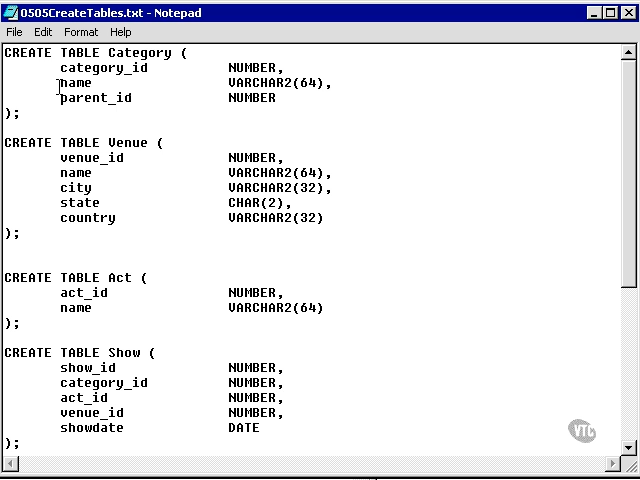 0505CreateTables.txt - Notepad
File Edit Format Help
CREATE TABLE Category (
category_id NUMBER,
name VARCHAR2(64),
parent_id NUMBER
);
CREATE TABLE Venue (
venue_id NUMBER,
name VARCHAR2(64),
city VARCHAR2(32),
state CHAR(2),
country VARCHAR2(32)
);
CREATE TABLE Act (
act_id NUMBER,
name VARCHAR2(64)
);
CREATE TABLE Show (
show_id NUMBER,
category_id NUMBER,
act_id NUMBER,
venue_id NUMBER,
showdate DATE
);
VTC